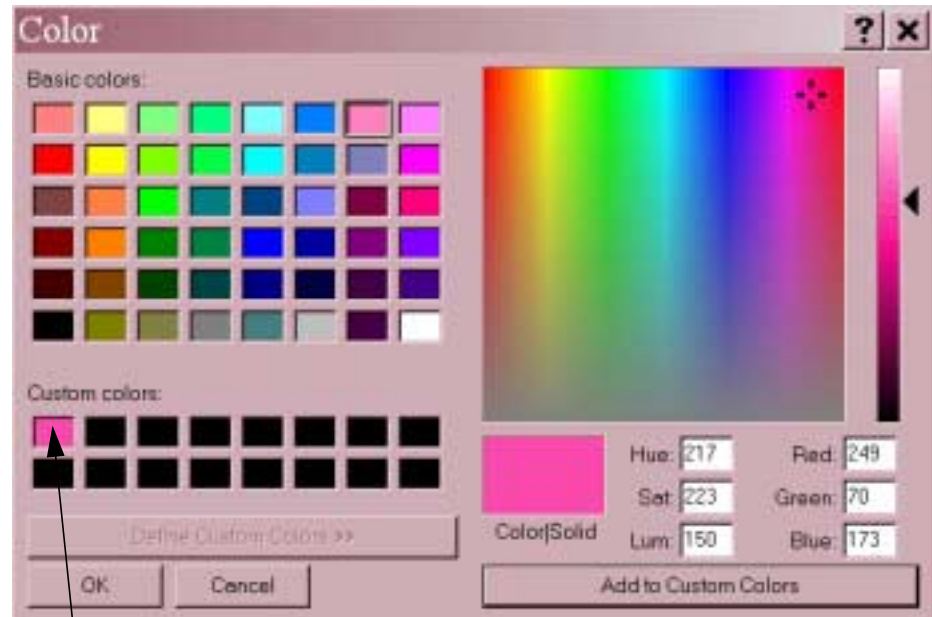 Color
? ×
Basic colors:
Custom colors:
Define Custom Colors >>
OK Cancel
Color|Solid
Hue: 217 Red: 249
Sat: 223 Green: 70
Lum: 150 Blue: 173
Add to Custom Colors